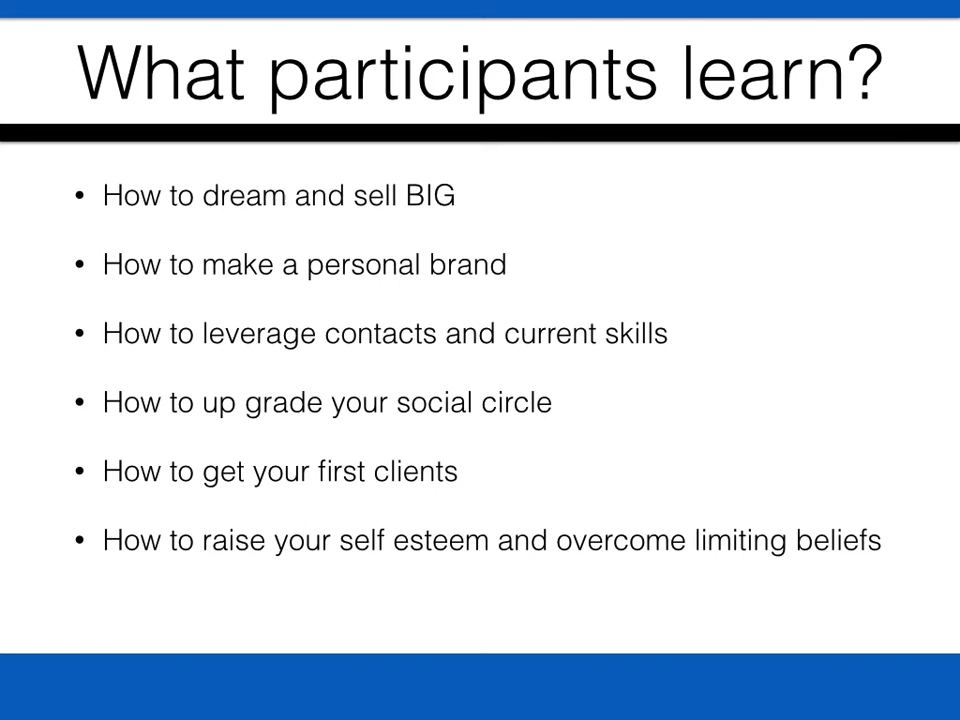 What participants learn?
• How to dream and sell BIG
• How to make a personal brand
• How to leverage contacts and current skills
• How to up grade your social circle
• How to get your first clients
• How to raise your self esteem and overcome limiting beliefs